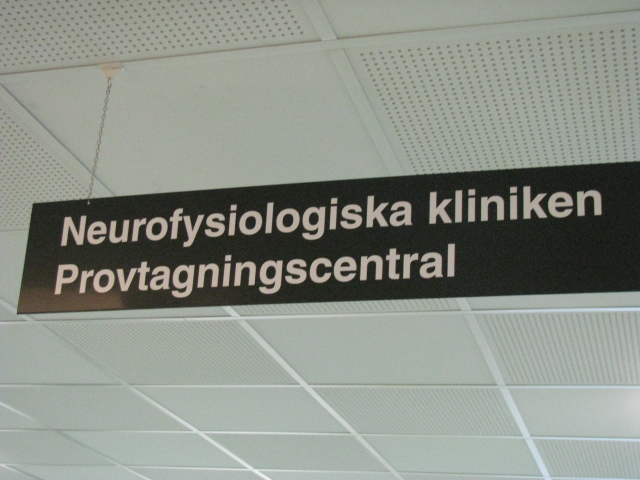 Neurofysiologiska kliniken
Provtagningscentral